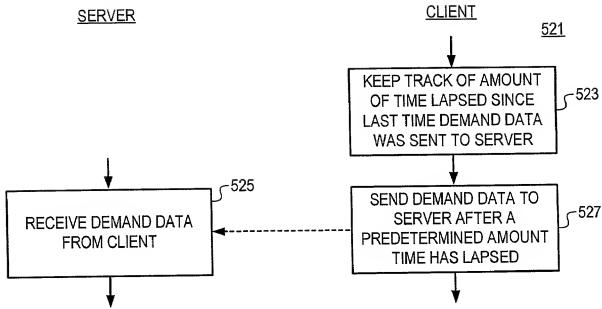 SERVER
CLIENT
521
KEEP TRACK OF AMOUNT
OF TIME LAPSED SINCE
LAST TIME DEMAND DATA
WAS SENT TO SERVER
523
RECEIVE DEMAND DATA
FROM CLIENT
525
SEND DEMAND DATA TO
SERVER AFTER A
PREDETERMINED AMOUNT
TIME HAS LAPSED
527